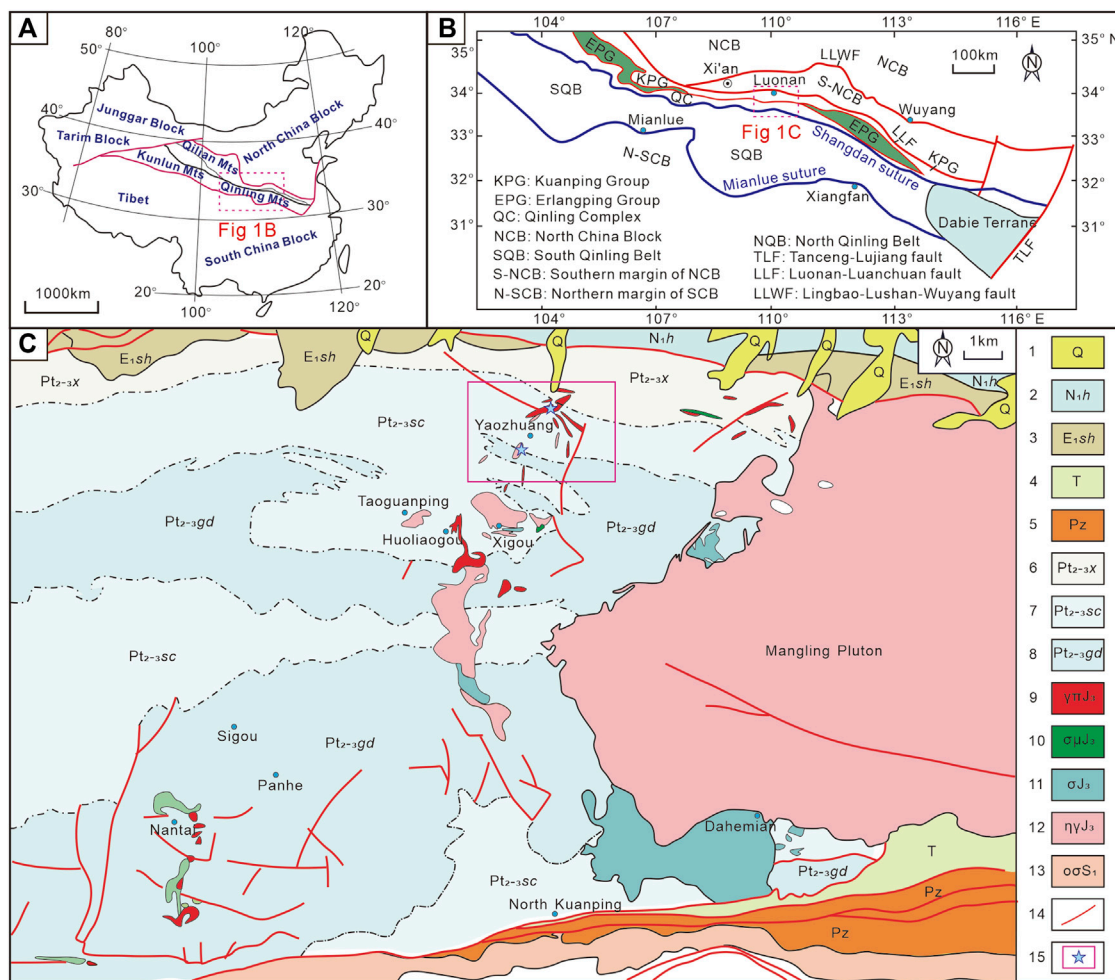 A
80°
100°
120°
50°
40°
30°
20°
Junggar Block
Tarim Block
Qilian Mts
North China Block
Kunlun Mts
Qinling Mts
Tibet
Fig 1B
South China Block
40°
30°
20°
1000km
100°
120°
B
104°
107°
110°
113°
116° E
35°
34°
33°
32°
31°
35° N
34°
33°
32°
31°
EPG
NCB
LLWF
NCB
100km
N
Xi'an
KPG
Luonan
S-NCB
SQB
QC
Wuyang
Mianlue
Fig 1C
EPG
LLF
KPG
N-SCB
SQB
Shangdan suture
Mianlue suture
Xiangfan
Dabie Terrane
TLF
KPG: Kuanping Group
EPG: Erlangping Group
QC: Qinling Complex
NCB: North China Block
SQB: South Qinling Belt
S-NCB: Southern margin of NCB
N-SCB: Northern margin of SCB
NQB: North Qinling Belt
TLF: Tanceng-Lujiang fault
LLF: Luonan-Luanchuan fault
LLWF: Lingbao-Lushan-Wuyang fault
104°
107°
110°
113°
116° E
C
Q
E₁sh
Q
E₁sh
Q
N₁h
Q
Q
Q
N
1km
N₁h
E₁sh
Q
Pt₂₋₃x
Pt₂₋₃x
Pt₂₋₃sc
Yaozhuang
Taoguanping
Pt₂₋₃gd
Huoliaogou
Xigou
Pt₂₋₃gd
Pt₂₋₃sc
Mangling Pluton
Sigou
Pt₂₋₃gd
Panhe
Nantai
Dahemian
Pt₂₋₃gd
T
Pt₂₋₃sc
North Kuanping
Pz
Pz
1 Q
2 N₁h
3 E₁sh
4 T
5 Pz
6 Pt₂₋₃x
7 Pt₂₋₃sc
8 Pt₂₋₃gd
9
10 σμJ₃
11 σJ₃
12 ηγJ₃
13 oσS₁
14
15